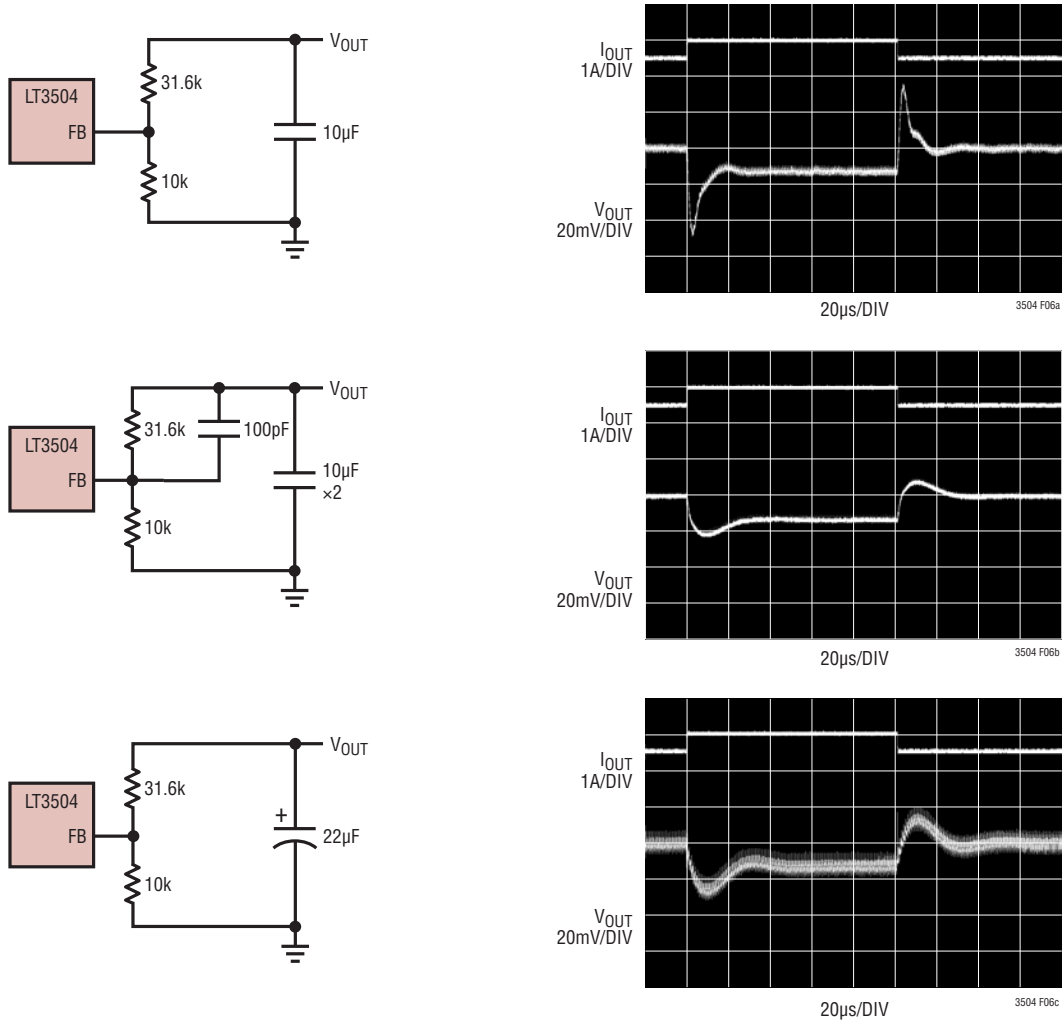 LT3504
FB
31.6k
10k
VOUT
10µF
IOUT
1A/DIV
VOUT
20mV/DIV
20µs/DIV
3504 F06a
LT3504
FB
31.6k
10k
100pF
VOUT
10µF
×2
IOUT
1A/DIV
VOUT
20mV/DIV
20µs/DIV
3504 F06b
LT3504
FB
31.6k
10k
VOUT
+
22µF
IOUT
1A/DIV
VOUT
20mV/DIV
20µs/DIV
3504 F06c